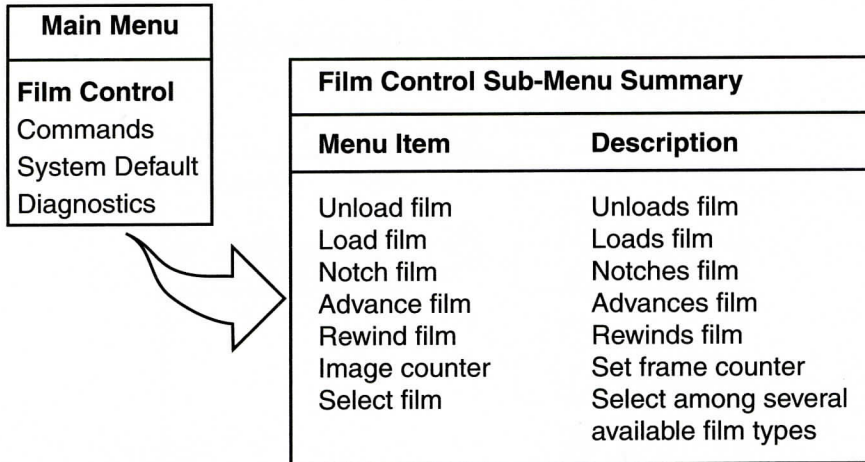 Main Menu
Film Control
Commands
System Default
Diagnostics
Film Control Sub-Menu Summary
Menu Item Description
Unload film Unloads film
Load film Loads film
Notch film Notches film
Advance film Advances film
Rewind film Rewinds film
Image counter Set frame counter
Select film Select among several
available film types